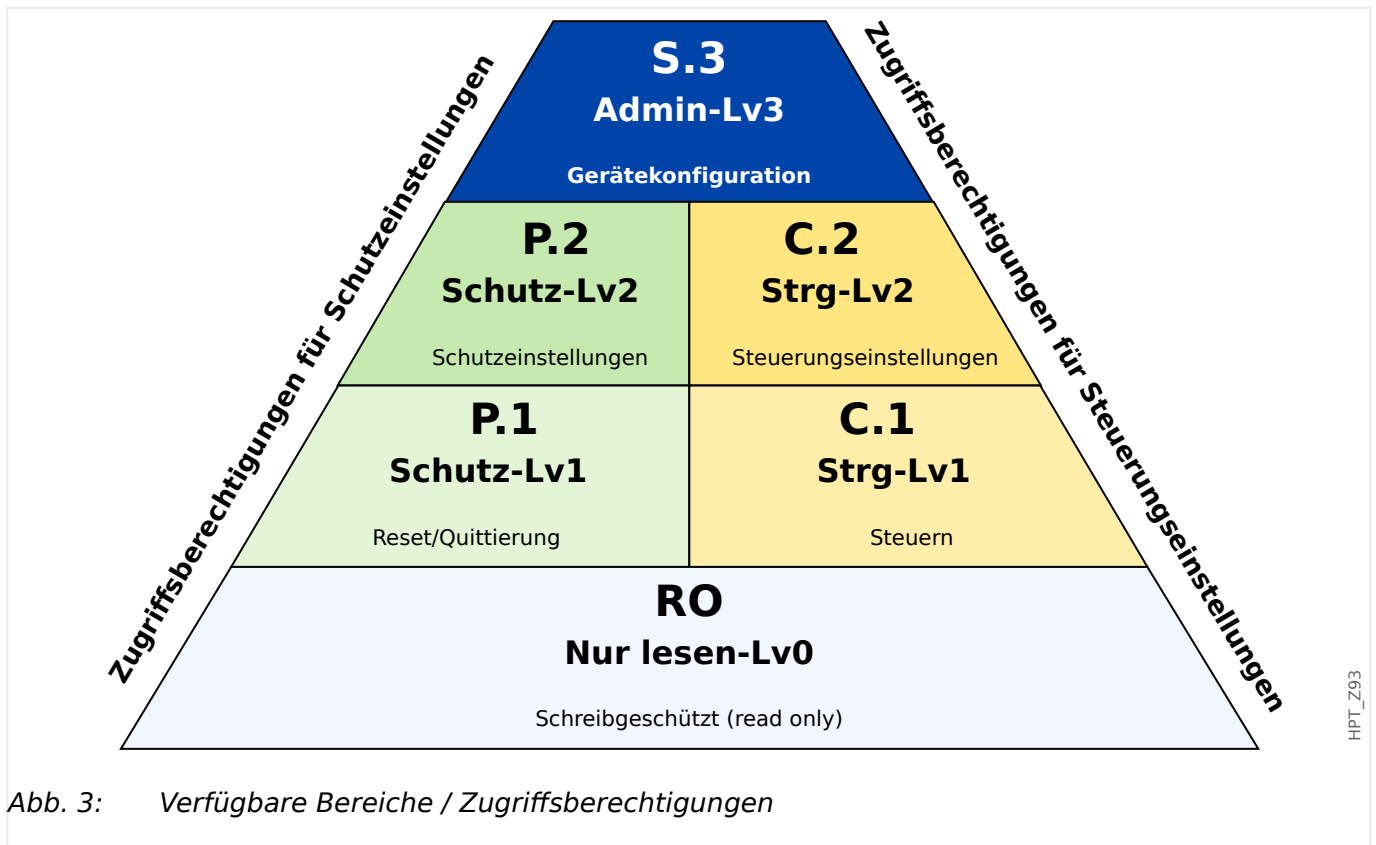 S.3
Admin-Lv3
Gerätekonfiguration
Zugriffsberechtigungen für Schutzeinstellungen
Zugriffsberechtigungen für Steuerungseinstellungen
P.2
Schutz-Lv2
Schutzeinstellungen
C.2
Strg-Lv2
Steuerungseinstellungen
P.1
Schutz-Lv1
Reset/Quittierung
C.1
Strg-Lv1
Steuern
RO
Nur lesen-Lv0
Schreibgeschützt (read only)
HPT_Z93
Abb. 3: Verfügbare Bereiche / Zugriffsberechtigungen